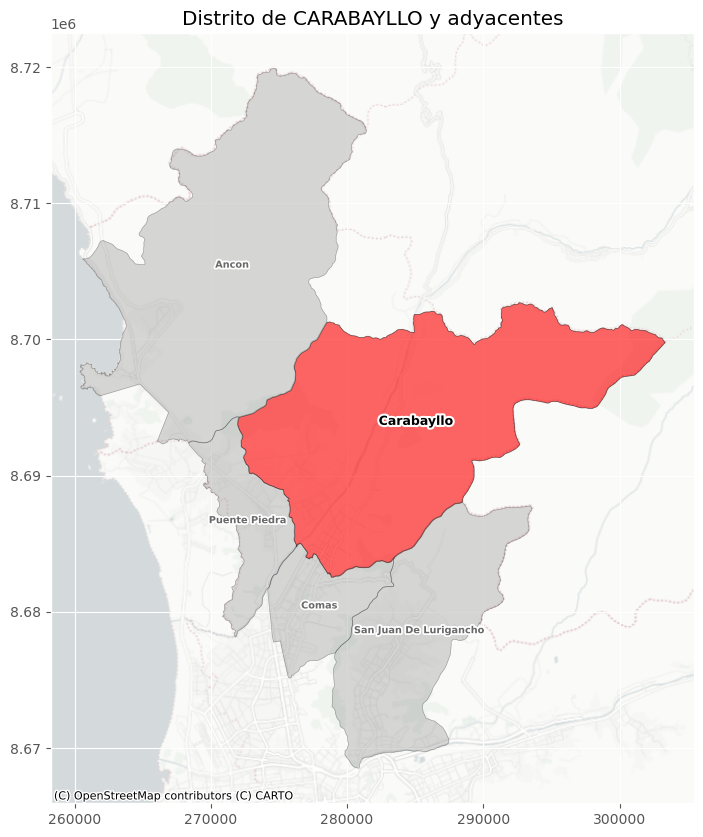 Distrito de CARABAYLLO y adyacentes
1e6
8.72
8.71
8.70
8.69
8.68
8.67
Ancon
Carabayllo
Puente Piedra
Comas
San Juan De Lurigancho
(C) OpenStreetMap contributors (C) CARTO
260000 270000 280000 290000 300000